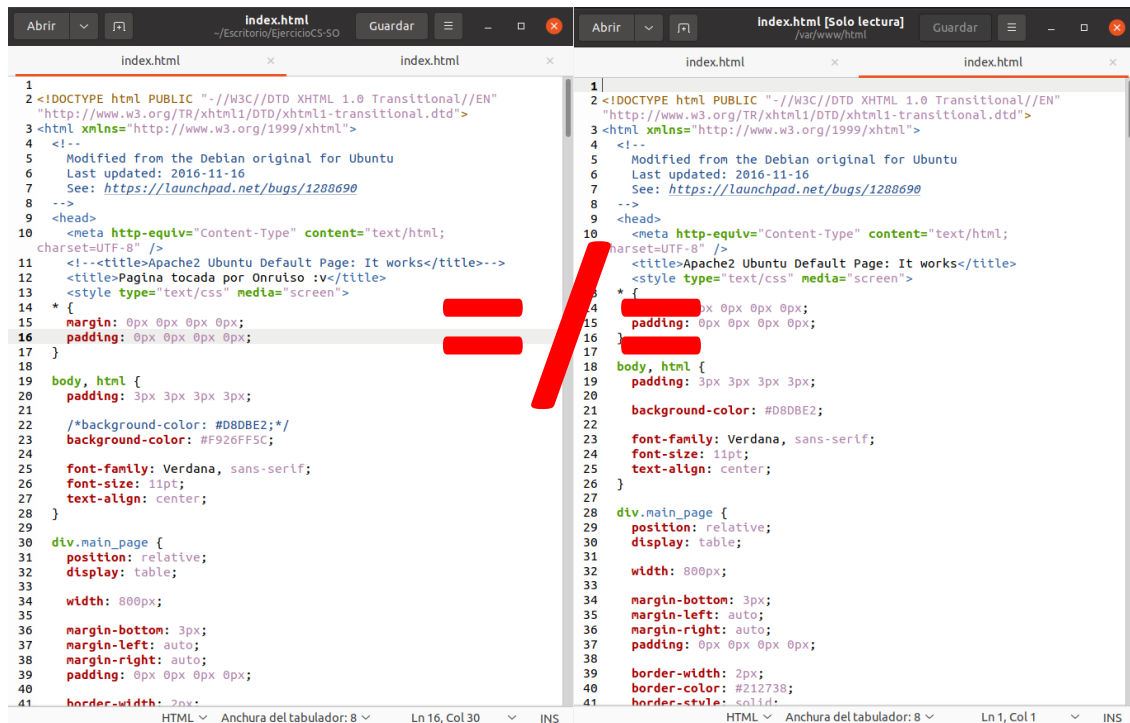 Abrir
index.html
~/Escritorio/EjercicioCS-SO
Guardar
index.html
index.html
1
2 <!DOCTYPE html PUBLIC "-//W3C//DTD XHTML 1.0 Transitional//EN"
"http://www.w3.org/TR/xhtml1/DTD/xhtml1-transitional.dtd">
3 <html xmlns="http://www.w3.org/1999/xhtml">
4 <!--
5 Modified from the Debian original for Ubuntu
6 Last updated: 2016-11-16
7 See: https://launchpad.net/bugs/1288690
8 -->
9 <head>
10 <meta http-equiv="Content-Type" content="text/html;
charset=UTF-8" />
11 <!--<title>Apache2 Ubuntu Default Page: It works</title>-->
12 <title>Pagina tocada por Onruiso :v</title>
13 <style type="text/css" media="screen">
14 * {
15 margin: 0px 0px 0px 0px;
16 padding: 0px 0px 0px 0px;
17 }
18
19 body, html {
20 padding: 3px 3px 3px 3px;
21
22 /*background-color: #D8DBE2;*/
23 background-color: #F926FF5C;
24
25 font-family: Verdana, sans-serif;
26 font-size: 11pt;
27 text-align: center;
28 }
29
30 div.main_page {
31 position: relative;
32 display: table;
33
34 width: 800px;
35
36 margin-bottom: 3px;
37 margin-left: auto;
38 margin-right: auto;
39 padding: 0px 0px 0px 0px;
40
41 border-width: 2px;
HTML Anchura del tabulador: 8 Ln 16, Col 30 INS
=/=
Abrir
index.html [Solo lectura]
/var/www/html
Guardar
index.html
index.html
1
2 <!DOCTYPE html PUBLIC "-//W3C//DTD XHTML 1.0 Transitional//EN"
"http://www.w3.org/TR/xhtml1/DTD/xhtml1-transitional.dtd">
3 <html xmlns="http://www.w3.org/1999/xhtml">
4 <!--
5 Modified from the Debian original for Ubuntu
6 Last updated: 2016-11-16
7 See: https://launchpad.net/bugs/1288690
8 -->
9 <head>
10 <meta http-equiv="Content-Type" content="text/html;
harset=UTF-8" />
<title>Apache2 Ubuntu Default Page: It works</title>
<style type="text/css" media="screen">
* {
px 0px 0px 0px;
15 padding: 0px 0px 0px 0px;
16 }
17
18 body, html {
19 padding: 3px 3px 3px 3px;
20
21 background-color: #D8DBE2;
22
23 font-family: Verdana, sans-serif;
24 font-size: 11pt;
25 text-align: center;
26 }
27
28 div.main_page {
29 position: relative;
30 display: table;
31
32 width: 800px;
33
34 margin-bottom: 3px;
35 margin-left: auto;
36 margin-right: auto;
37 padding: 0px 0px 0px 0px;
38
39 border-width: 2px;
40 border-color: #212738;
41 border-style: solid;
HTML Anchura del tabulador: 8 Ln 1, Col 1 INS